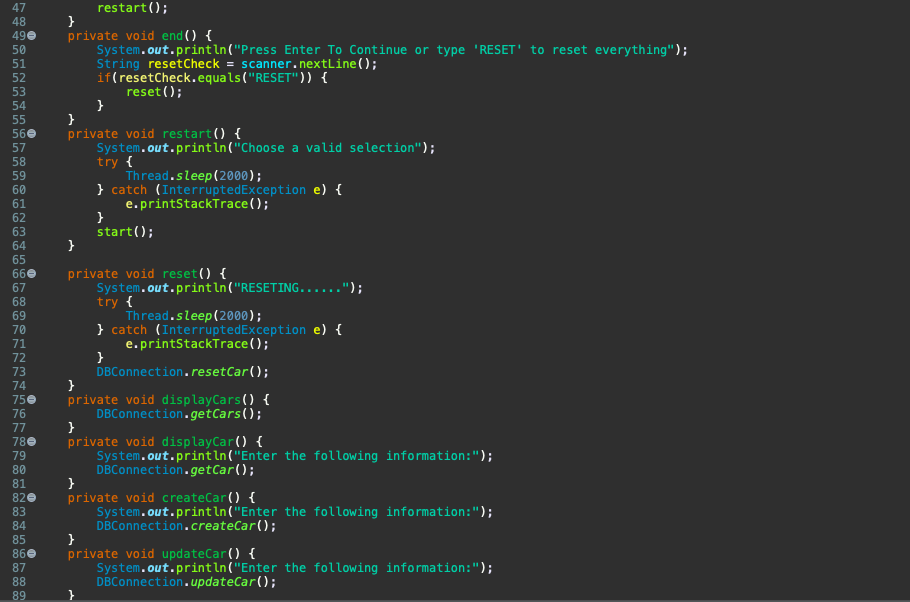 47 restart();
48 }
49 private void end() {
50 System.out.println("Press Enter To Continue or type 'RESET' to reset everything");
51 String resetCheck = scanner.nextLine();
52 if(resetCheck.equals("RESET")) {
53 reset();
54 }
55 }
56 private void restart() {
57 System.out.println("Choose a valid selection");
58 try {
59 Thread.sleep(2000);
60 } catch (InterruptedException e) {
61 e.printStackTrace();
62 }
63 start();
64 }
65
66 private void reset() {
67 System.out.println("RESETING......");
68 try {
69 Thread.sleep(2000);
70 } catch (InterruptedException e) {
71 e.printStackTrace();
72 }
73 DBConnection.resetCar();
74 }
75 private void displayCars() {
76 DBConnection.getCars();
77 }
78 private void displayCar() {
79 System.out.println("Enter the following information:");
80 DBConnection.getCar();
81 }
82 private void createCar() {
83 System.out.println("Enter the following information:");
84 DBConnection.createCar();
85 }
86 private void updateCar() {
87 System.out.println("Enter the following information:");
88 DBConnection.updateCar();
89 }